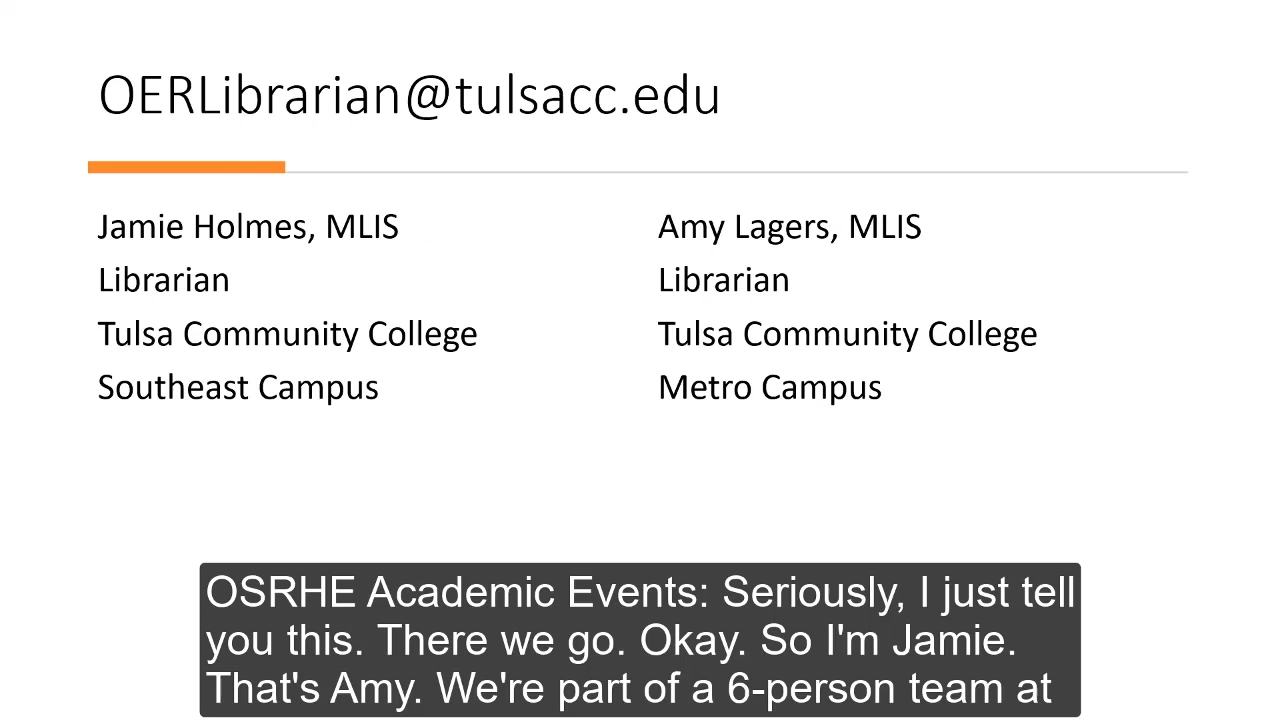 OERLibrarian@tulsacc.edu
Jamie Holmes, MLIS
Librarian
Tulsa Community College
Southeast Campus
Amy Lagers, MLIS
Librarian
Tulsa Community College
Metro Campus
OSRHE Academic Events: Seriously, I just tell
you this. There we go. Okay. So I'm Jamie.
That's Amy. We're part of a 6-person team at